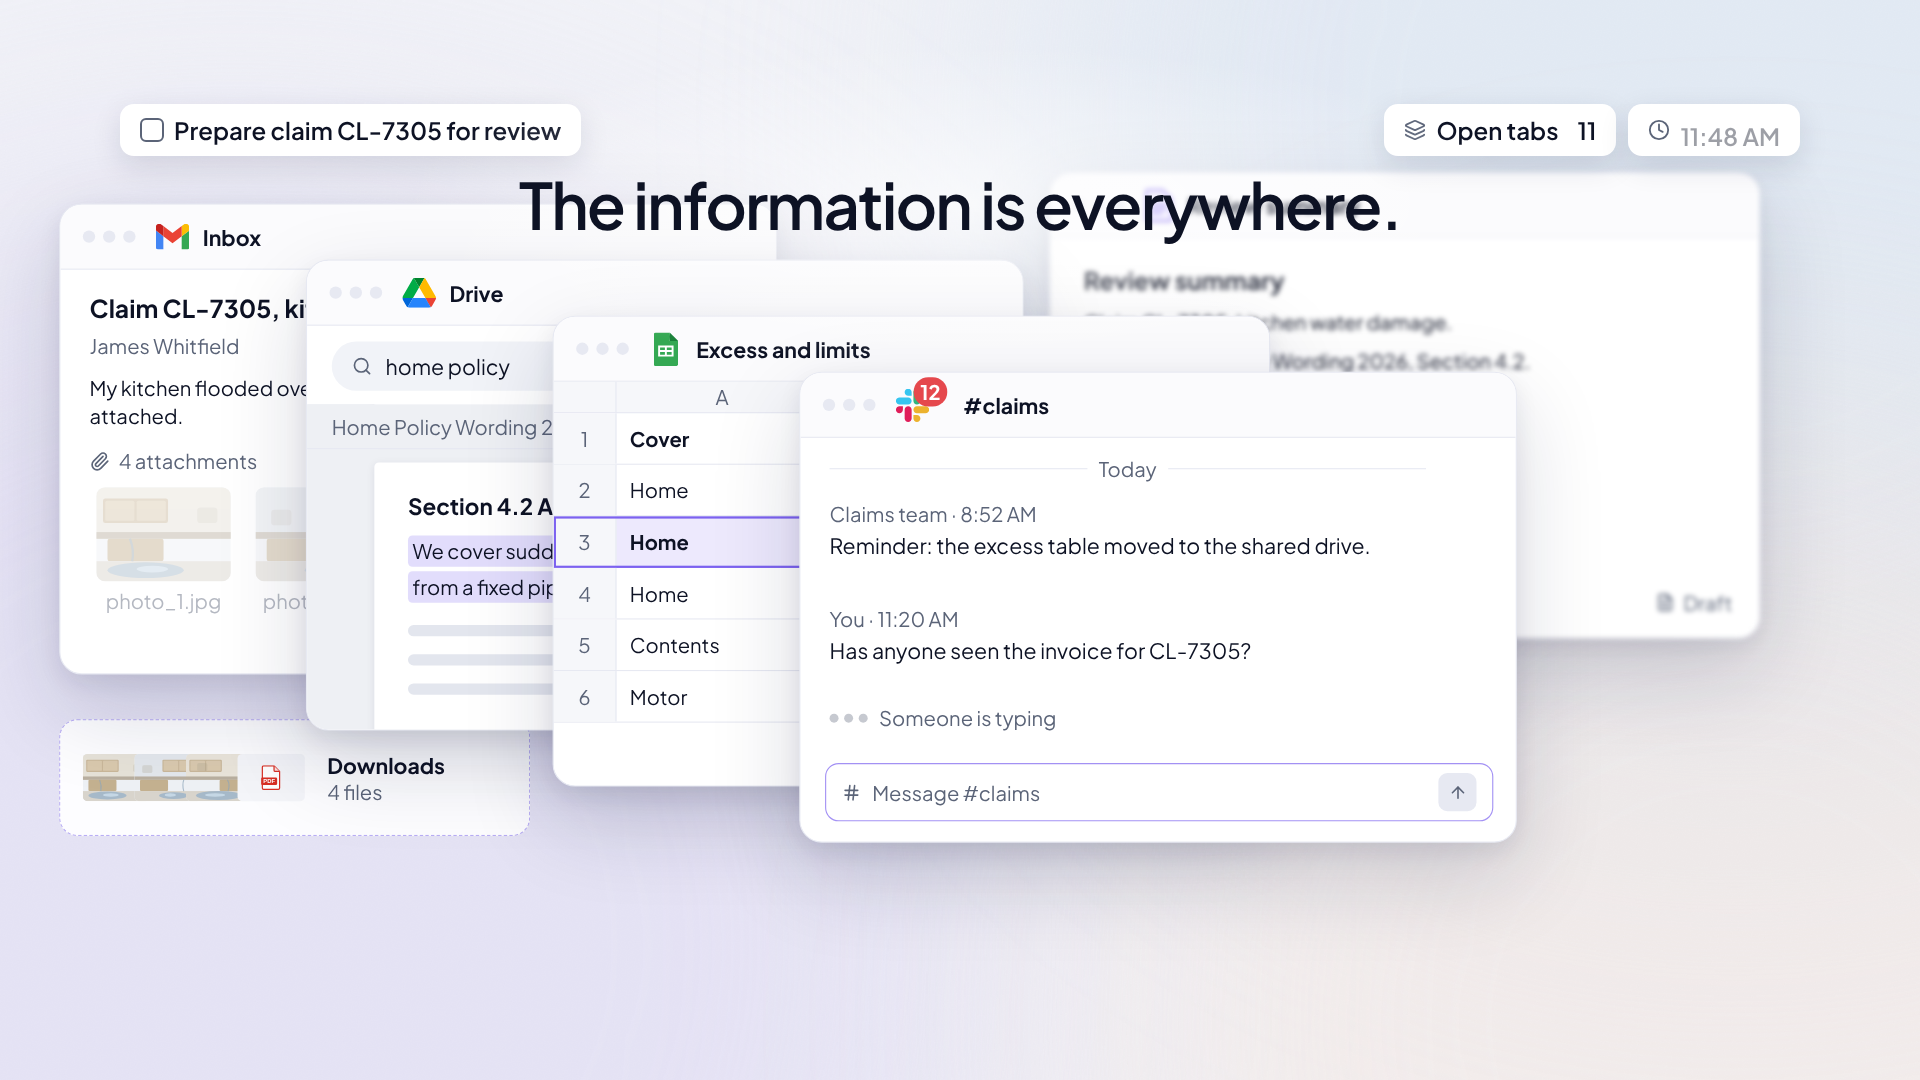 Prepare claim CL-7305 for review
Open tabs 11
11:48 AM
The information is everywhere.
Inbox
Claim CL-7305, ki
James Whitfield
My kitchen flooded ove
attached.
4 attachments
photo_1.jpg
phot
Downloads
4 files
PDF
Drive
home policy
Home Policy Wording 2
Section 4.2 A
We cover sudd
from a fixed pip
Excess and limits
A
1 Cover
2 Home
3 Home
4 Home
5 Contents
6 Motor
12
#claims
Today
Claims team · 8:52 AM
Reminder: the excess table moved to the shared drive.
You · 11:20 AM
Has anyone seen the invoice for CL-7305?
Someone is typing
# Message #claims
Review summary
chen water damage.
Wording 2026, Section 4.2.
Draft